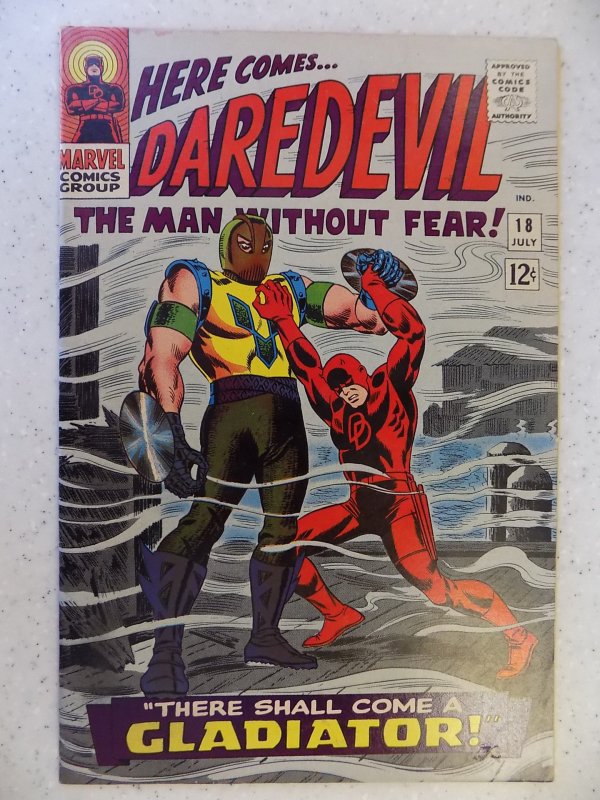 HERE COMES...
DAREDEVIL
THE MAN WITHOUT FEAR!
MARVEL
COMICS
GROUP
APPROVED
BY THE
COMICS
CODE
AUTHORITY
IND.
18
JULY
12¢
DD
"THERE SHALL COME A
GLADIATOR!"